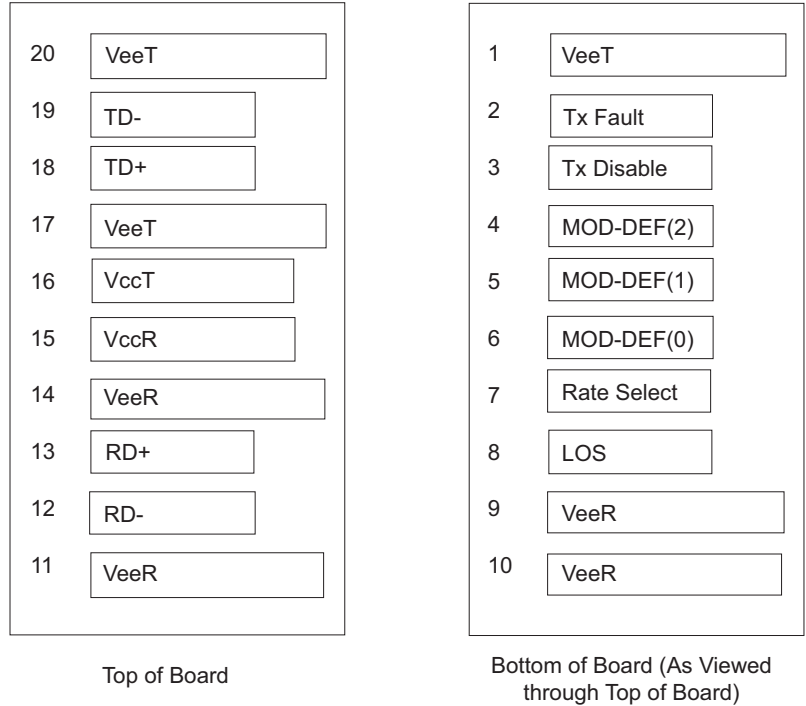 20 VeeT
19 TD-
18 TD+
17 VeeT
16 VccT
15 VccR
14 VeeR
13 RD+
12 RD-
11 VeeR
Top of Board
1 VeeT
2 Tx Fault
3 Tx Disable
4 MOD-DEF(2)
5 MOD-DEF(1)
6 MOD-DEF(0)
7 Rate Select
8 LOS
9 VeeR
10 VeeR
Bottom of Board (As Viewed
through Top of Board)